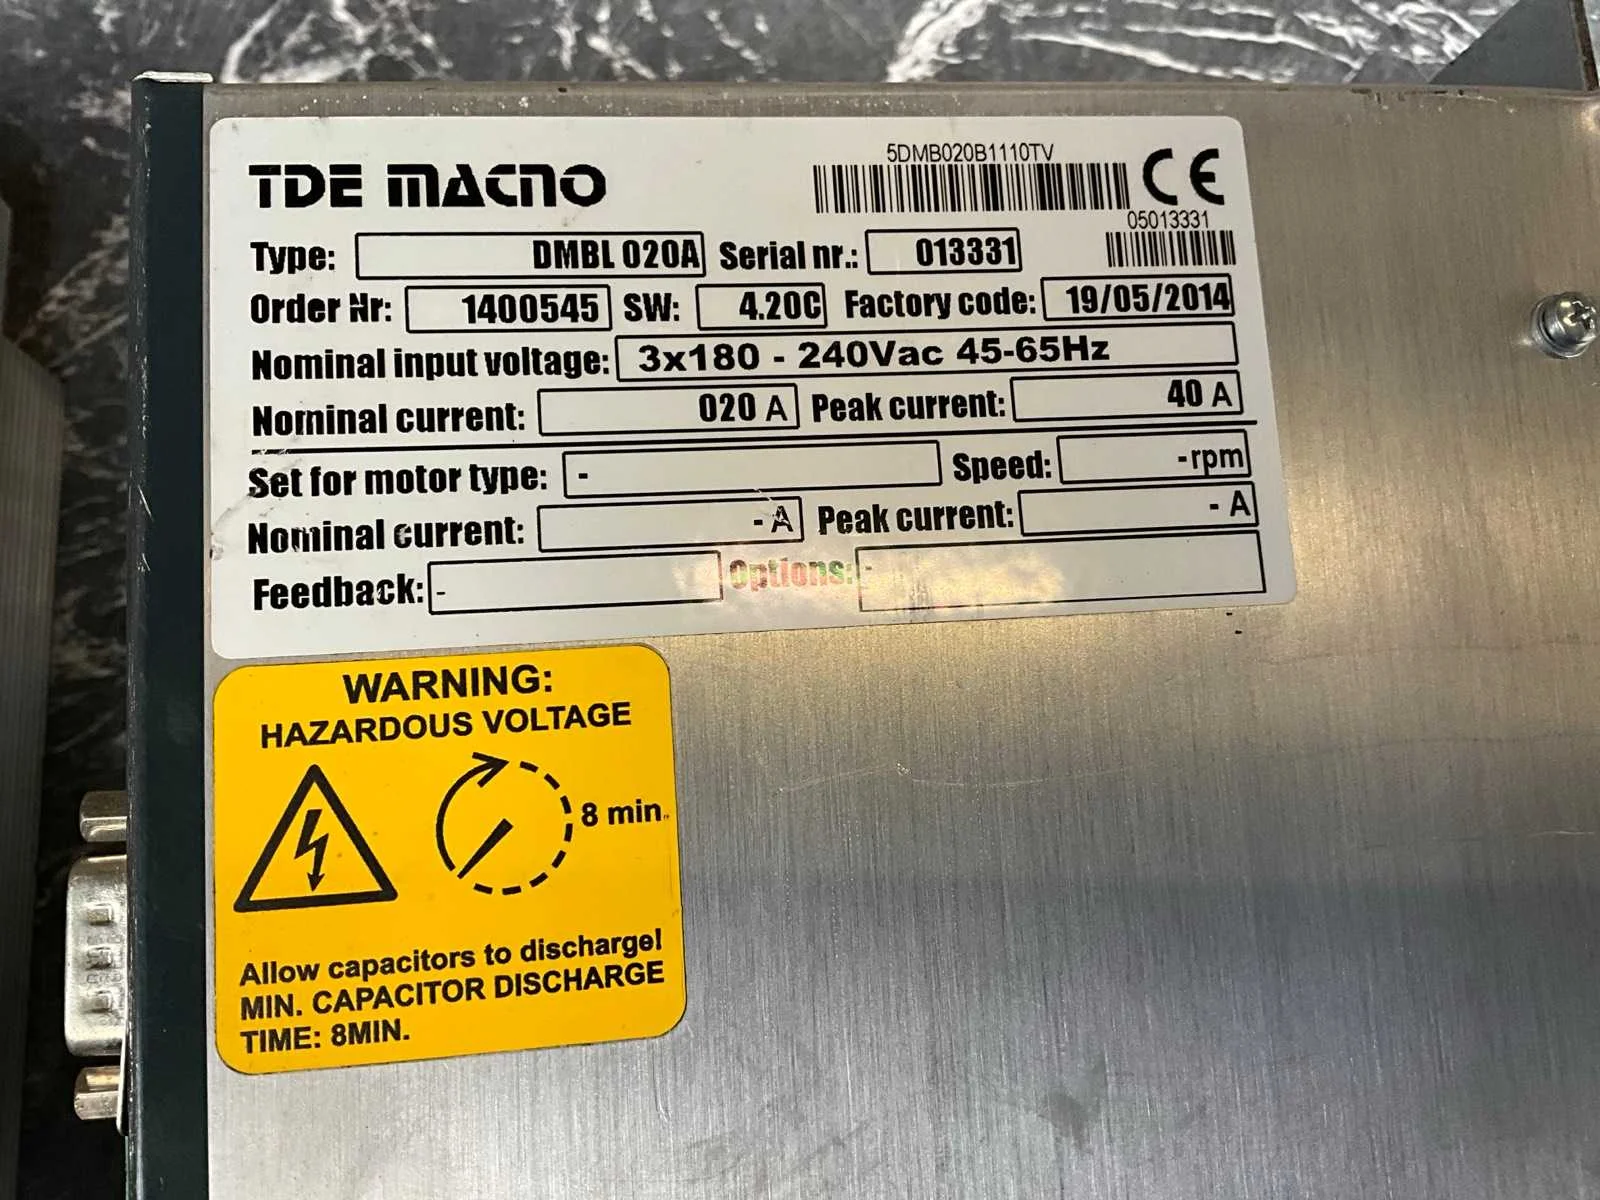 TDE MACNO
5DMB020B1110TV
CE
05013331
Type: DMBL 020A Serial nr.: 013331
Order Nr: 1400545 SW: 4.20C Factory code: 19/05/2014
Nominal input voltage: 3x180 - 240Vac 45-65Hz
Nominal current: 020 A Peak current: 40 A
Set for motor type: - Speed: -rpm
Nominal current: - A Peak current: - A
Feedback: - Options: -
WARNING:
HAZARDOUS VOLTAGE
8 min.
Allow capacitors to discharge!
MIN. CAPACITOR DISCHARGE
TIME: 8MIN.